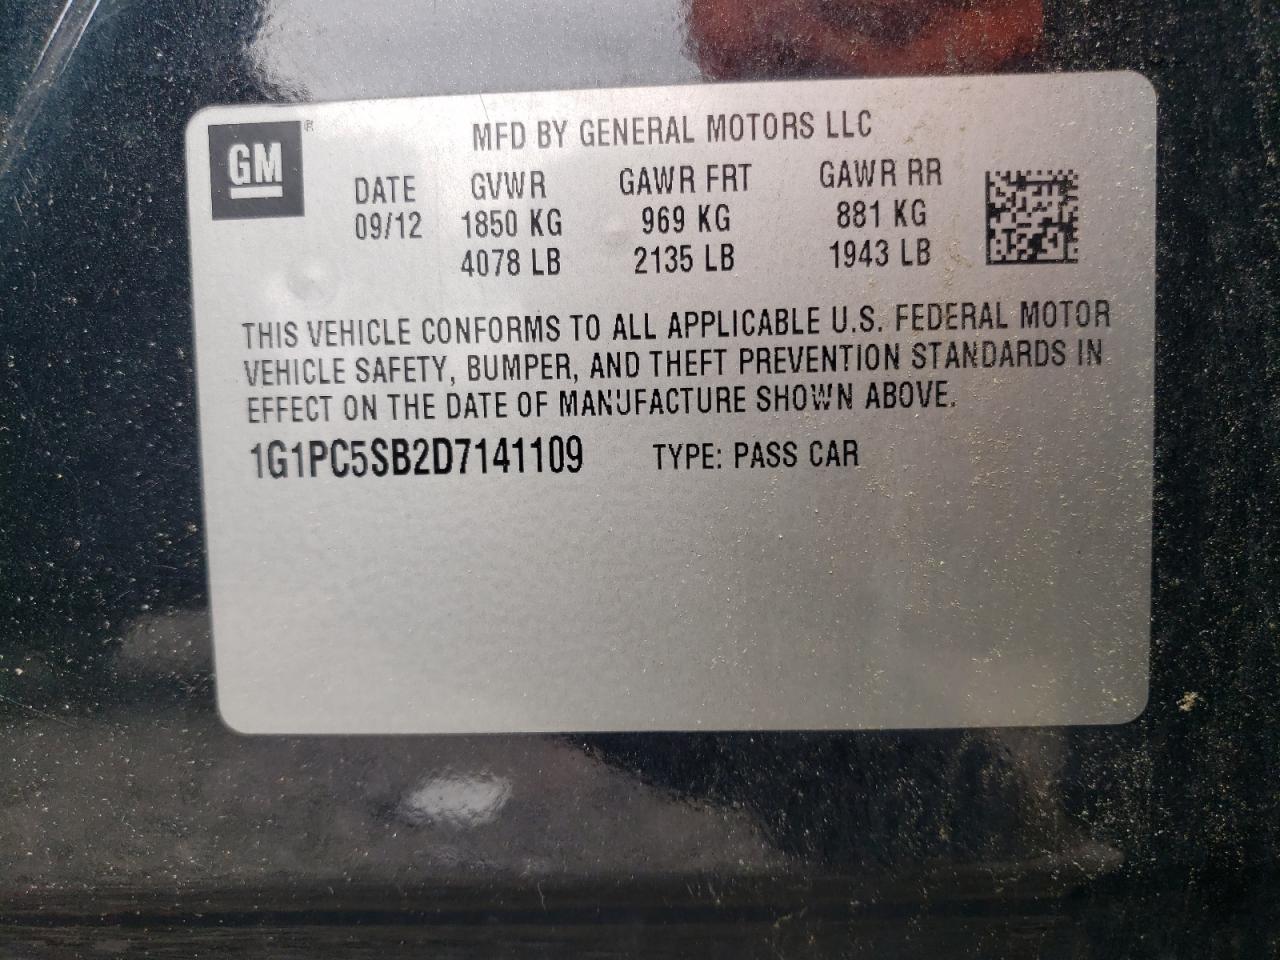 GM ®
MFD BY GENERAL MOTORS LLC
DATE GVWR GAWR FRT GAWR RR
09/12 1850 KG 969 KG 881 KG
4078 LB 2135 LB 1943 LB
THIS VEHICLE CONFORMS TO ALL APPLICABLE U.S. FEDERAL MOTOR
VEHICLE SAFETY, BUMPER, AND THEFT PREVENTION STANDARDS IN
EFFECT ON THE DATE OF MANUFACTURE SHOWN ABOVE.
1G1PC5SB2D7141109 TYPE: PASS CAR